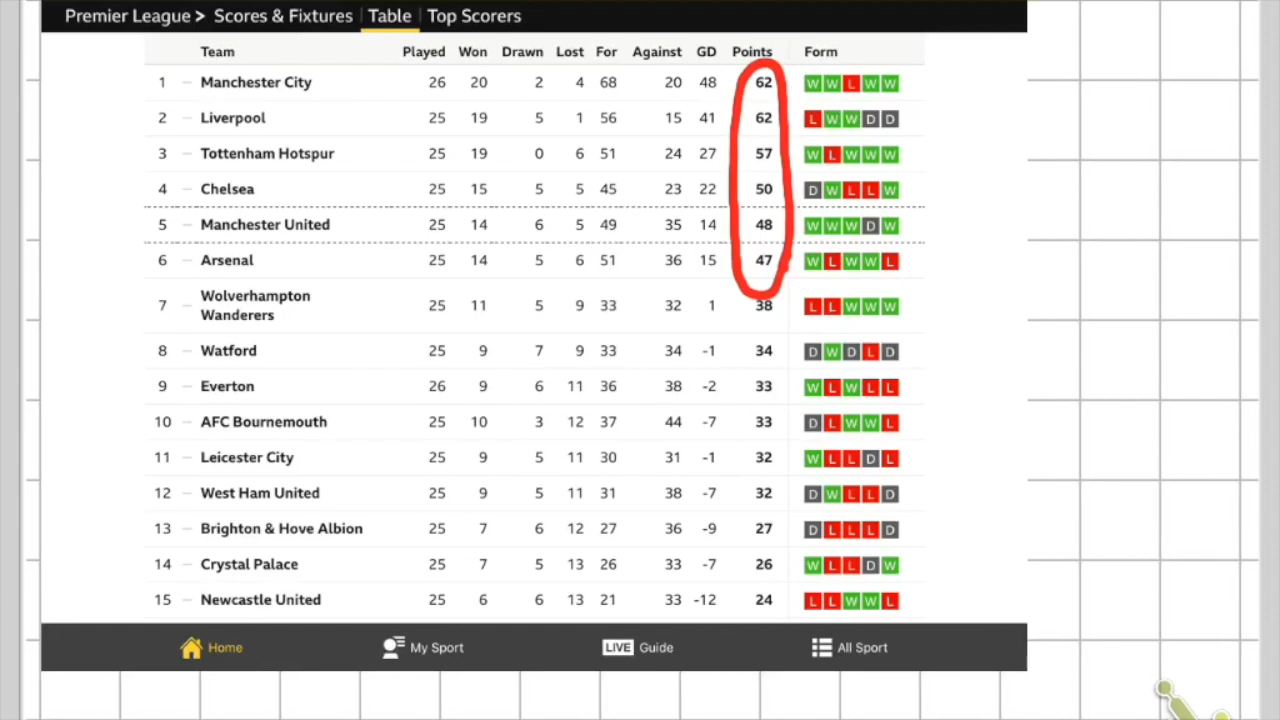 Premier League > Scores & Fixtures Table Top Scorers
Team Played Won Drawn Lost For Against GD Points Form
1 Manchester City 26 20 2 4 68 20 48 62 W W L W W
2 Liverpool 25 19 5 1 56 15 41 62 L W W D D
3 Tottenham Hotspur 25 19 0 6 51 24 27 57 W L W W W
4 Chelsea 25 15 5 5 45 23 22 50 D W L L W
5 Manchester United 25 14 6 5 49 35 14 48 W W W D W
6 Arsenal 25 14 5 6 51 36 15 47 W L W W L
7 Wolverhampton Wanderers 25 11 5 9 33 32 1 38 L L W W W
8 Watford 25 9 7 9 33 34 -1 34 D W D L D
9 Everton 26 9 6 11 36 38 -2 33 W L W L L
10 AFC Bournemouth 25 10 3 12 37 44 -7 33 D L W W L
11 Leicester City 25 9 5 11 30 31 -1 32 W L L D L
12 West Ham United 25 9 5 11 31 38 -7 32 D W L L D
13 Brighton & Hove Albion 25 7 6 12 27 36 -9 27 D L L L D
14 Crystal Palace 25 7 5 13 26 33 -7 26 W L L D W
15 Newcastle United 25 6 6 13 21 33 -12 24 L L W W L
Home My Sport LIVE Guide All Sport